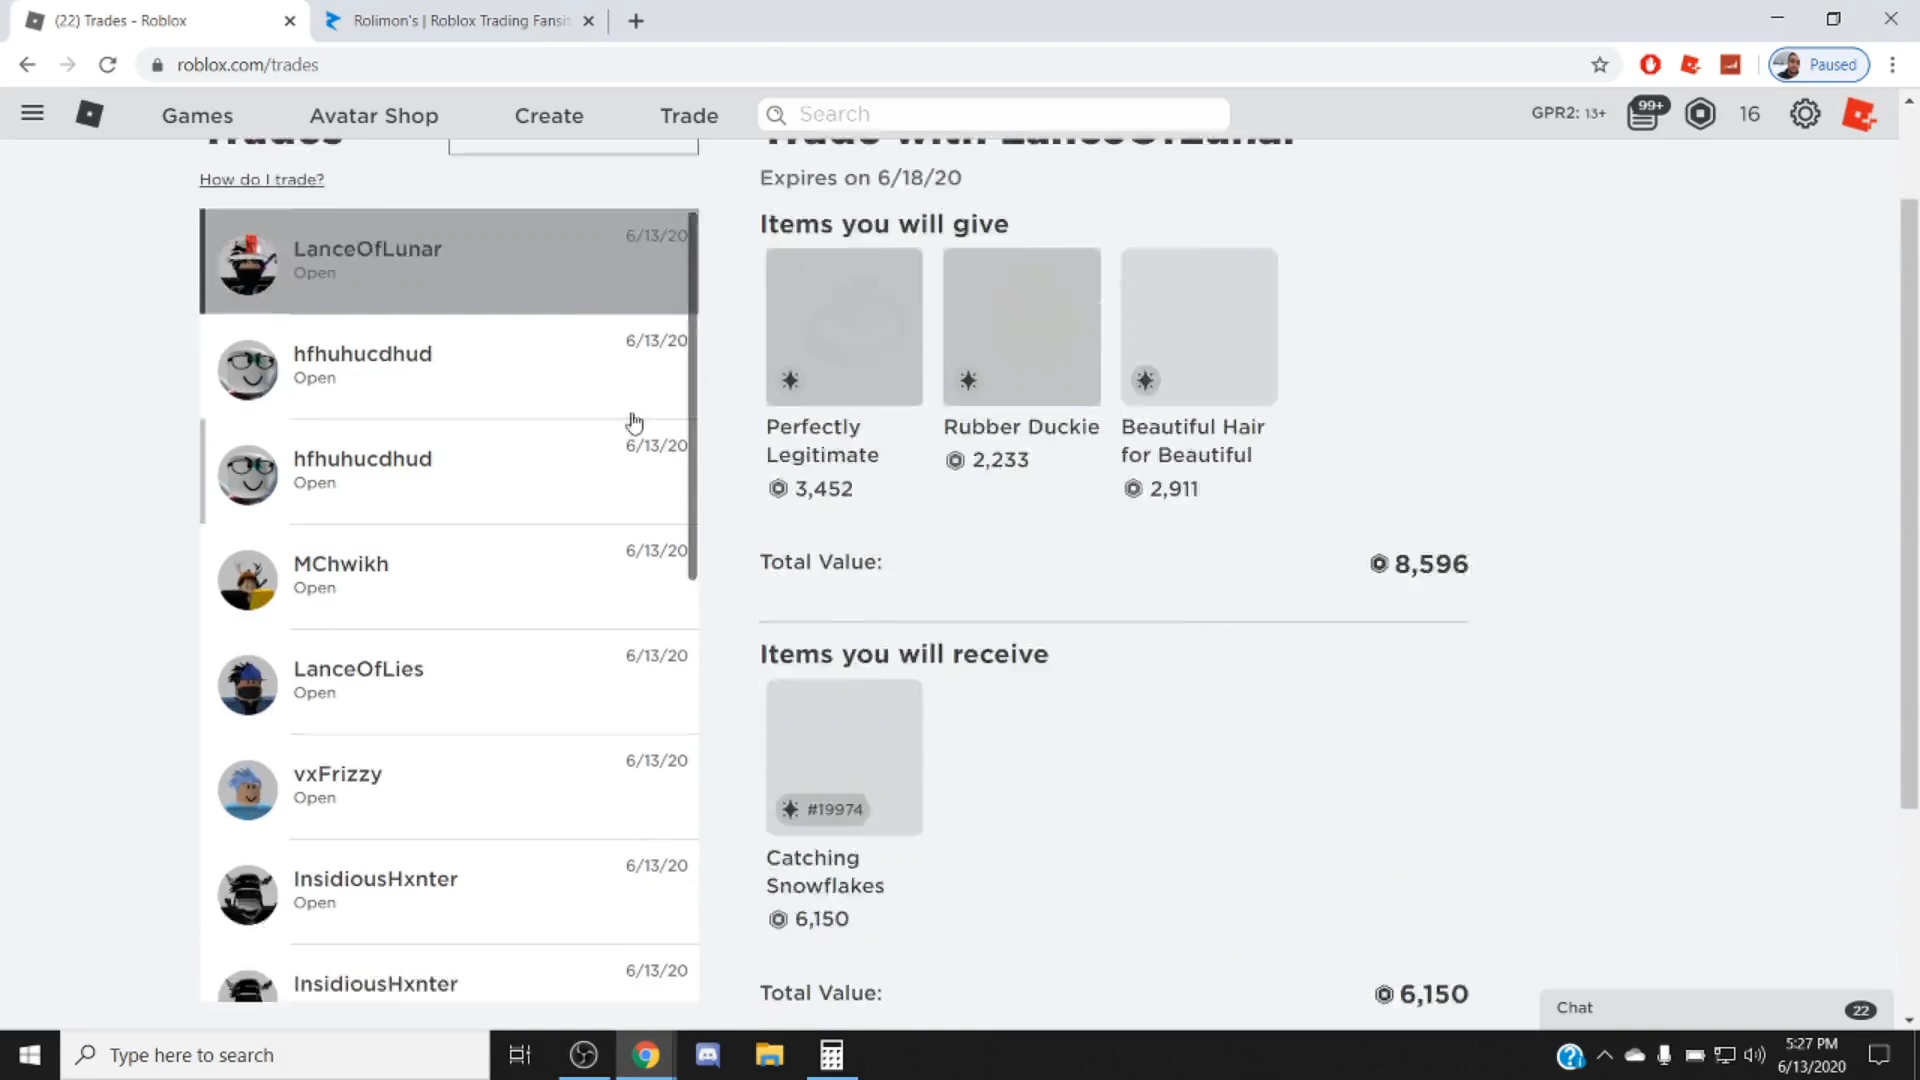 (22) Trades - Roblox
Rolimon's | Roblox Trading Fansit
roblox.com/trades
Paused
Games
Avatar Shop
Create
Trade
Search
GPR2: 13+
99+
16
Trades
Trade with LanceOfLunar
How do I trade?
Expires on 6/18/20
LanceOfLunar
6/13/20
Open
hfhuhucdhud
6/13/20
Open
hfhuhucdhud
6/13/20
Open
MChwikh
6/13/20
Open
LanceOfLies
6/13/20
Open
vxFrizzy
6/13/20
Open
InsidiousHxnter
6/13/20
Open
InsidiousHxnter
6/13/20
Items you will give
Perfectly
Legitimate
3,452
Rubber Duckie
2,233
Beautiful Hair
for Beautiful
2,911
Total Value:
8,596
Items you will receive
#19974
Catching
Snowflakes
6,150
Total Value:
6,150
Chat
22
Type here to search
5:27 PM
6/13/2020